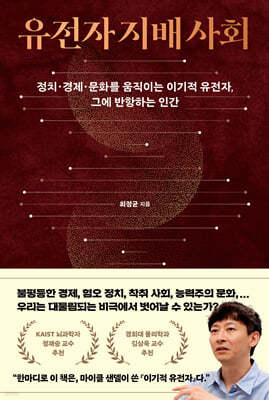 유전자 지배 사회
정치·경제·문화를 움직이는 이기적 유전자,
그에 반항하는 인간
최정균 지음
불평등한 경제, 혐오 정치, 착취 사회, 능력주의 문화, …
우리는 대물림되는 비극에서 벗어날 수 있는가?
KAIST 뇌과학자
정재승 교수
추천
경희대 물리학과
김상욱 교수
추천
"한마디로 이 책은, 마이클 샌델이 쓴 『이기적 유전자』다."